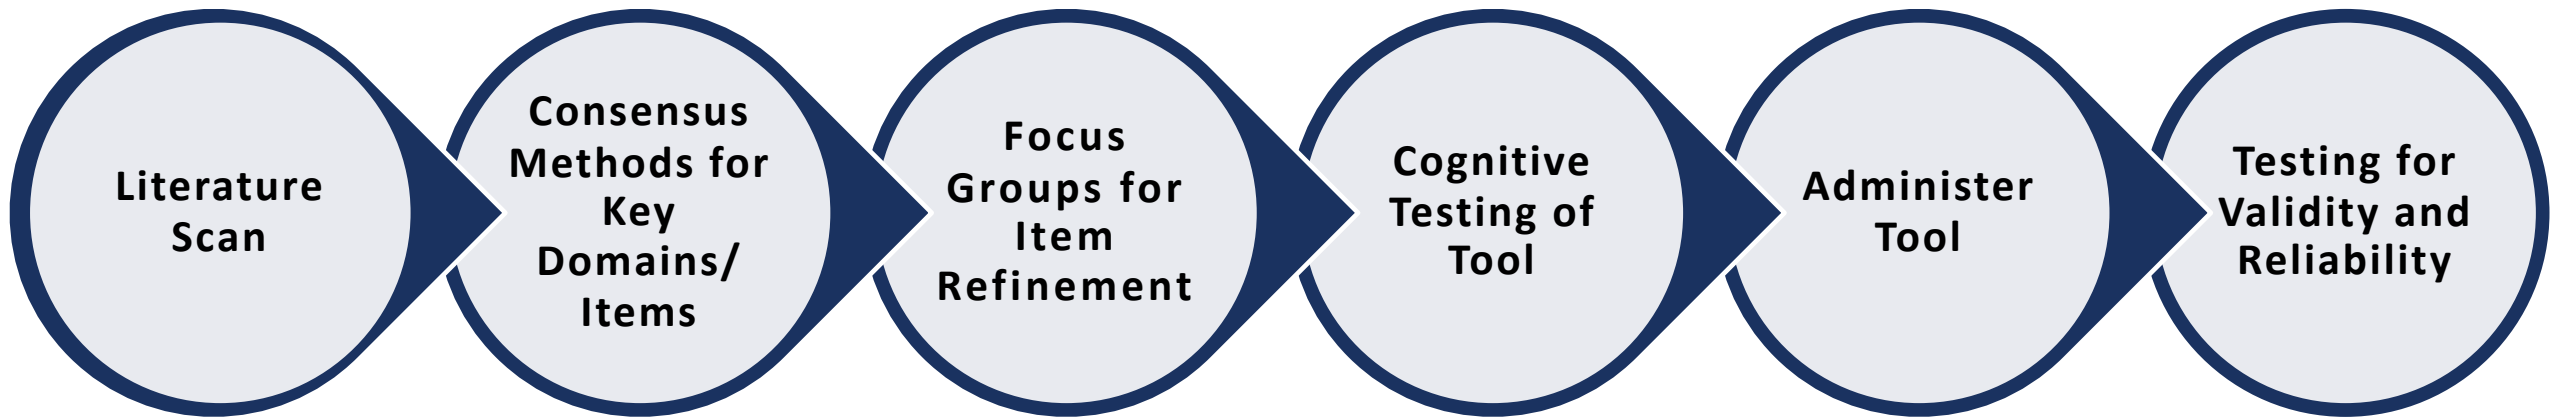 Literature
Scan
Consensus
Methods for
Key
Domains/
Items
Focus
Groups for
Item
Refinement
Cognitive
Testing of
Tool
Administer
Tool
Testing for
Validity and
Reliability